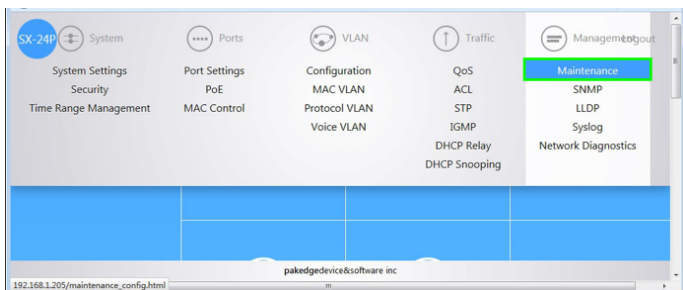 SX-24P System Ports VLAN Traffic Management Logout
System Settings Port Settings Configuration QoS Maintenance
Security PoE MAC VLAN ACL SNMP
Time Range Management MAC Control Protocol VLAN STP LLDP
Voice VLAN IGMP Syslog
DHCP Relay Network Diagnostics
DHCP Snooping
pakedgedevice&software inc
192.168.1.205/maintenance_config.html